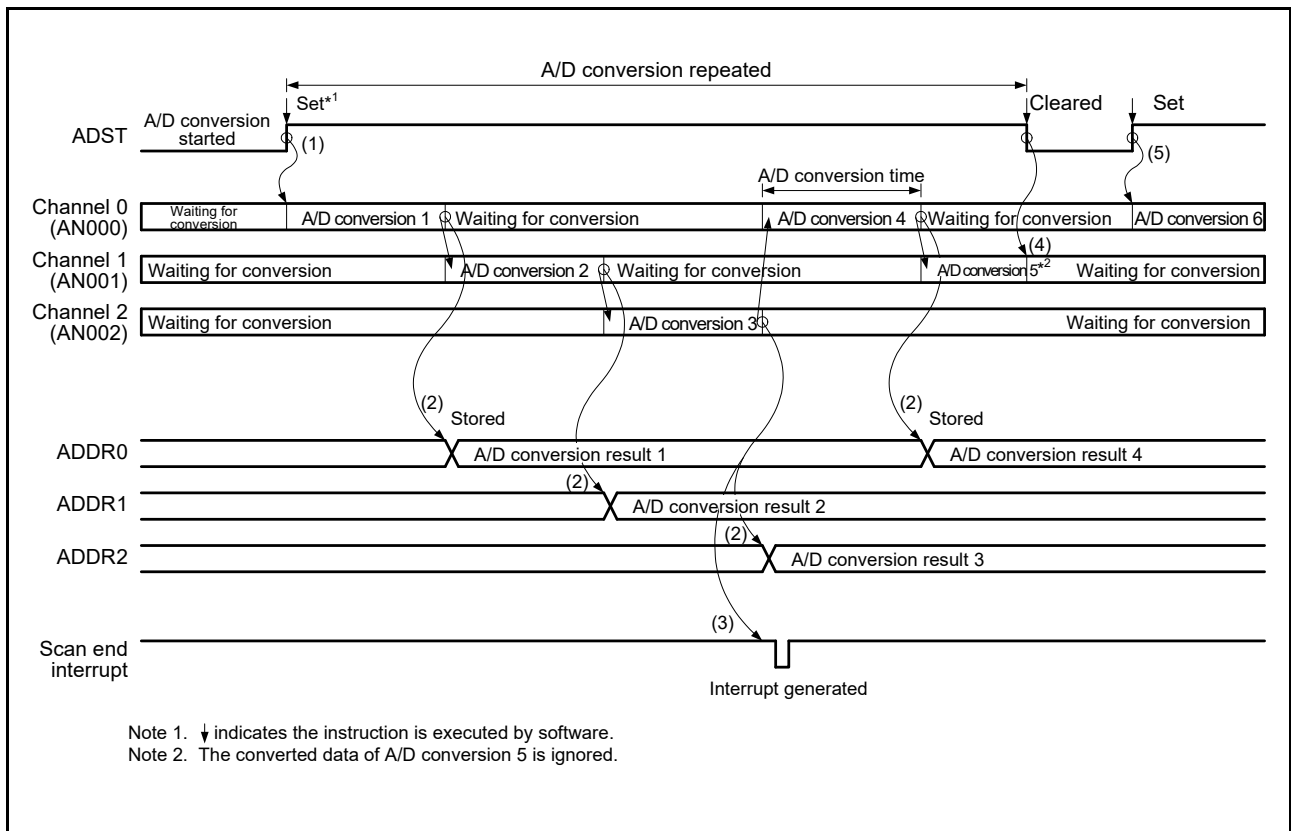 A/D conversion repeated
Set*1
Cleared
Set
A/D conversion
started
ADST
(1)
(5)
A/D conversion time
Channel 0
(AN000)
Waiting for
conversion
A/D conversion 1
Waiting for conversion
A/D conversion 4
Waiting for conversion
A/D conversion 6
(4)
Channel 1
(AN001)
Waiting for conversion
A/D conversion 2
Waiting for conversion
A/D conversion 5*2
Waiting for conversion
Channel 2
(AN002)
Waiting for conversion
A/D conversion 3
Waiting for conversion
(2)
Stored
(2)
Stored
ADDR0
A/D conversion result 1
A/D conversion result 4
(2)
ADDR1
A/D conversion result 2
(2)
ADDR2
A/D conversion result 3
(3)
Scan end
interrupt
Interrupt generated
Note 1. ↓ indicates the instruction is executed by software.
Note 2. The converted data of A/D conversion 5 is ignored.